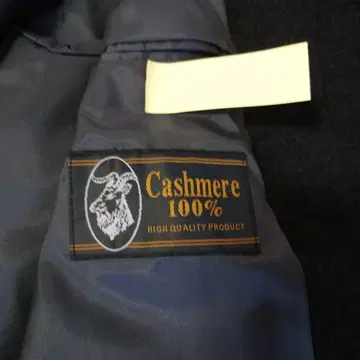 Cashmere
100%
HIGH QUALITY PRODUCT